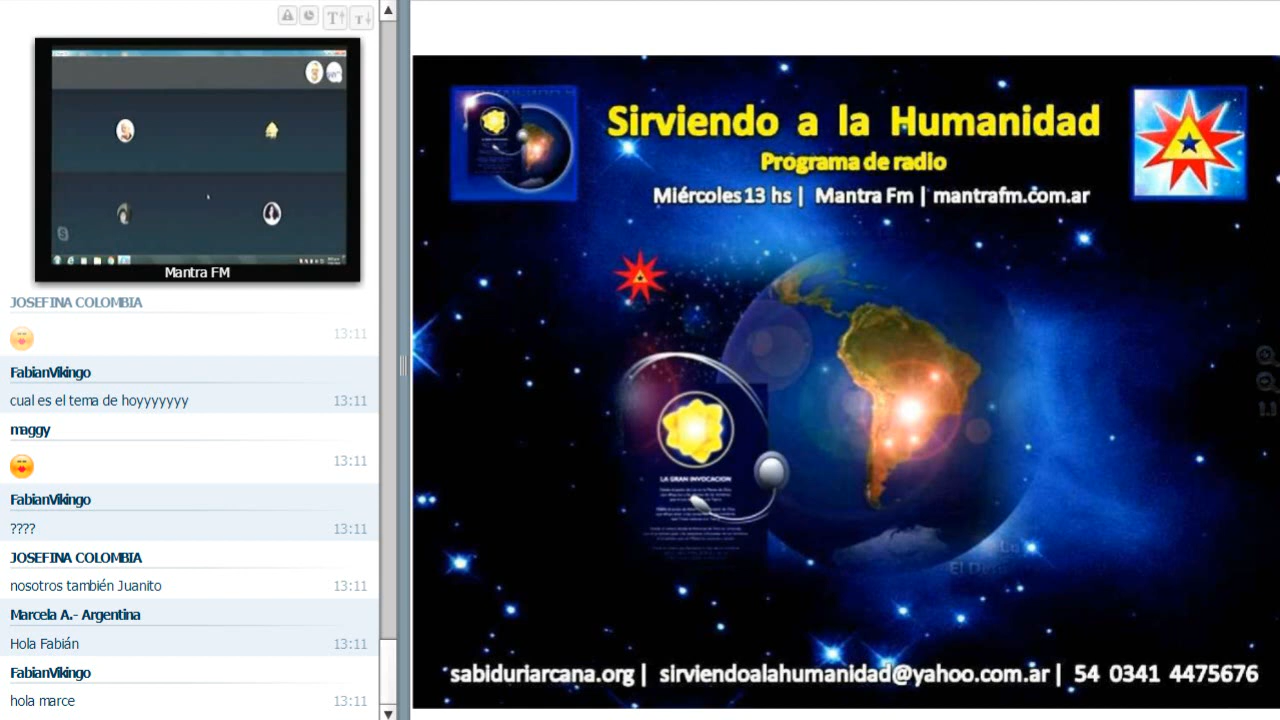 Mantra FM
JOSEFINA COLOMBIA
13:11
FabianVikingo
cual es el tema de hoyyyyyyy 13:11
maggy
13:11
FabianVikingo
???? 13:11
JOSEFINA COLOMBIA
nosotros también Juanito 13:11
Marcela A.- Argentina
Hola Fabián 13:11
FabianVikingo
hola marce 13:11
Sirviendo a la Humanidad
Programa de radio
Miércoles 13 hs | Mantra Fm | mantrafm.com.ar
LA GRAN INVOCACION
sabiduriarcana.org | sirviendoalahumanidad@yahoo.com.ar | 54 0341 4475676